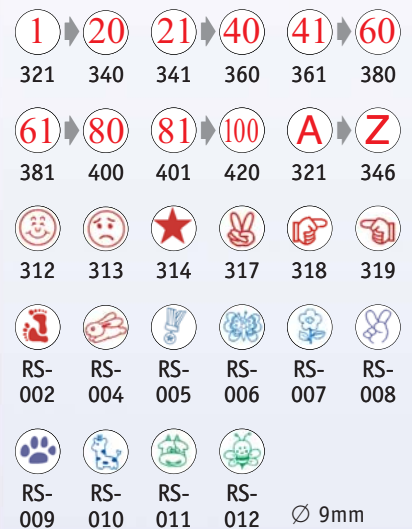 1 20 21 40 41 60
321 340 341 360 361 380
61 80 81 100 A Z
381 400 401 420 321 346
312 313 314 317 318 319
RS- RS- RS- RS- RS- RS-
002 004 005 006 007 008
RS- RS- RS- RS-
009 010 011 012 ∅ 9mm